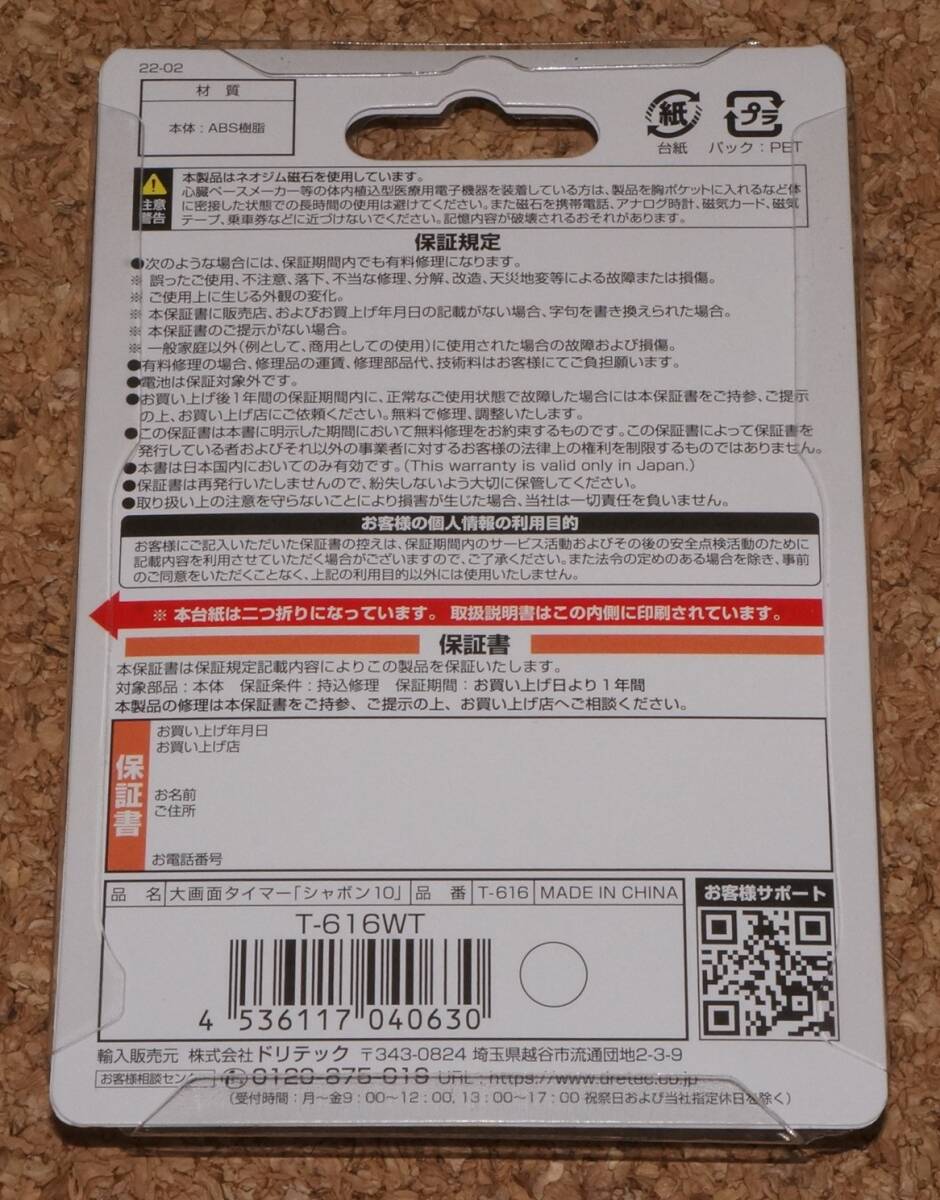 22-02
材 質
本体：ABS樹脂
紙
台紙
プラ
パック：PET
注意
警告
本製品はネオジム磁石を使用しています。
心臓ペースメーカー等の体内植込型医療用電子機器を装着している方は、製品を胸ポケットに入れるなど体
に密接した状態での長時間の使用は避けてください。また磁石を携帯電話、アナログ時計、磁気カード、磁気
テープ、乗車券などに近づけないでください。記憶内容が破壊されるおそれがあります。
保証規定
●次のような場合には、保証期間内でも有料修理になります。
※ 誤ったご使用、不注意、落下、不当な修理、分解、改造、天災地変等による故障または損傷。
※ ご使用上に生じる外観の変化。
※ 本保証書に販売店、およびお買上げ年月日の記載がない場合、字句を書き換えられた場合。
※ 本保証書のご提示がない場合。
※ 一般家庭以外（例として、商用としての使用）に使用された場合の故障および損傷。
●有料修理の場合、修理品の運賃、修理部品代、技術料はお客様にてご負担願います。
●電池は保証対象外です。
●お買い上げ後1年間の保証期間内に、正常なご使用状態で故障した場合には本保証書をご持参、ご提示
の上、お買い上げ店にご依頼ください。無料で修理、調整いたします。
●この保証書は本書に明示した期間において無料修理をお約束するものです。この保証書によって保証書を
発行している者およびそれ以外の事業者に対するお客様の法律上の権利を制限するものではありません。
●本書は日本国内においてのみ有効です。(This warranty is valid only in Japan.)
●保証書は再発行いたしませんので、紛失しないよう大切に保管してください。
●取り扱い上の注意を守らないことにより損害が生じた場合、当社は一切責任を負いません。
お客様の個人情報の利用目的
お客様にご記入いただいた保証書の控えは、保証期間内のサービス活動およびその後の安全点検活動のために
記載内容を利用させていただく場合がございますので、ご了承ください。また法令の定めのある場合を除き、事前
のご同意をいただくことなく、上記の利用目的以外には使用いたしません。
※ 本台紙は二つ折りになっています。 取扱説明書はこの内側に印刷されています。
保証書
本保証書は保証規定記載内容によりこの製品を保証いたします。
対象部品：本体 保証条件：持込修理 保証期間：お買い上げ日より1年間
本製品の修理は本保証書をご持参、ご提示の上、お買い上げ店へご相談ください。
保証書
お買い上げ年月日
お買い上げ店
お名前
ご住所
お電話番号
品 名 大画面タイマー「シャボン10」 品 番 T-616 MADE IN CHINA
お客様サポート
T-616WT
4 536117 040630
輸入販売元 株式会社ドリテック 〒343-0824 埼玉県越谷市流通団地2-3-9
お客様相談センター 0120-875-019 URL：https://www.dretec.co.jp
（受付時間：月～金9：00～12：00, 13：00～17：00 祝祭日および当社指定休日を除く）